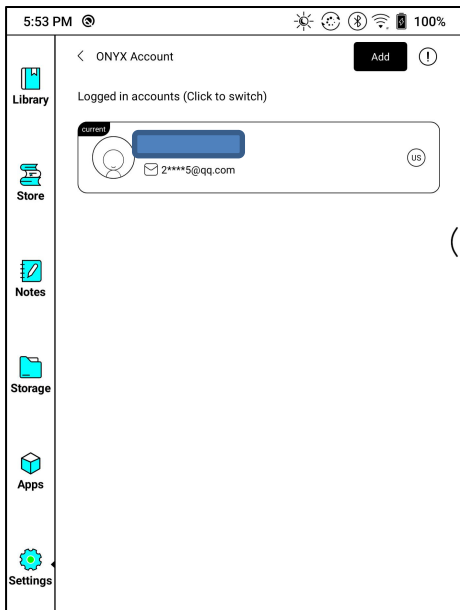 5:53 PM
100%
ONYX Account
Add
Logged in accounts (Click to switch)
current
2****5@qq.com
US
Library
Store
Notes
Storage
Apps
Settings